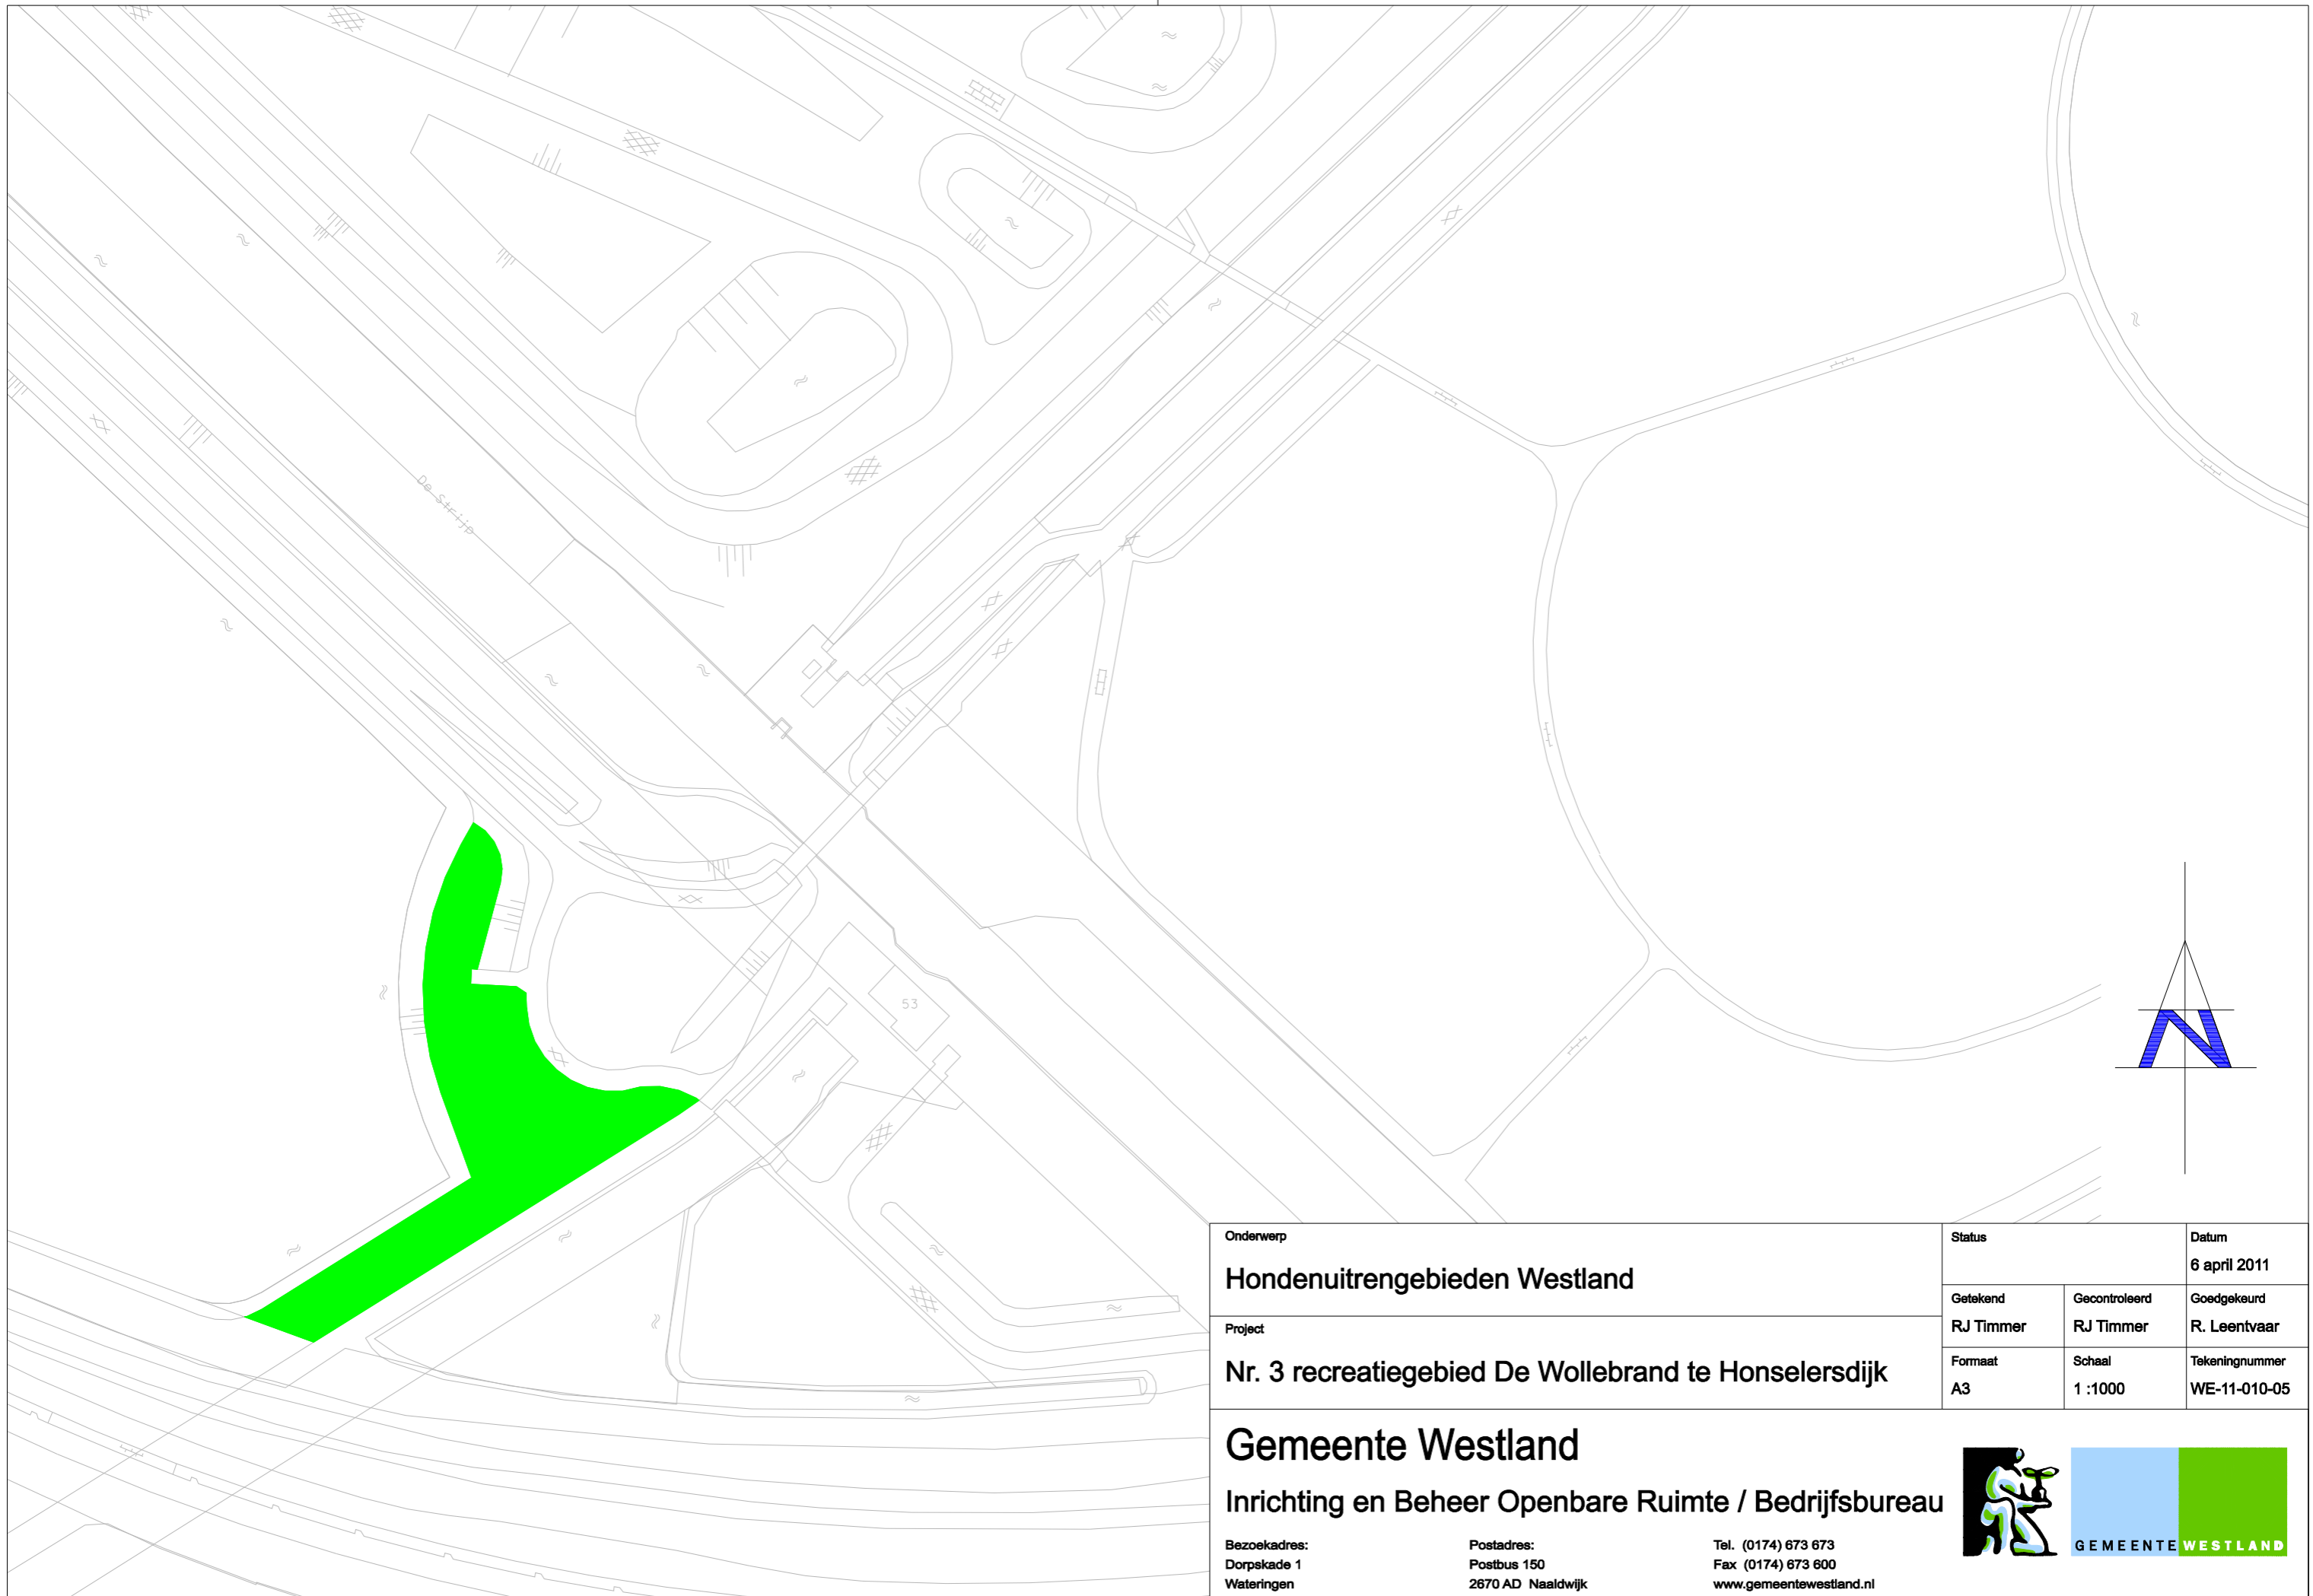 De Strijp
53
N
Onderwerp
Hondenuitrengebieden Westland
Status
Datum
6 april 2011
Getekend
RJ Timmer
Gecontroleerd
RJ Timmer
Goedgekeurd
R. Leentvaar
Project
Nr. 3 recreatiegebied De Wollebrand te Honselersdijk
Formaat
A3
Schaal
1 :1000
Tekeningnummer
WE-11-010-05
Gemeente Westland
Inrichting en Beheer Openbare Ruimte / Bedrijfsbureau
Bezoekadres:
Dorpskade 1
Wateringen
Postadres:
Postbus 150
2670 AD Naaldwijk
Tel. (0174) 673 673
Fax (0174) 673 600
www.gemeentewestland.nl
GEMEENTE WESTLAND